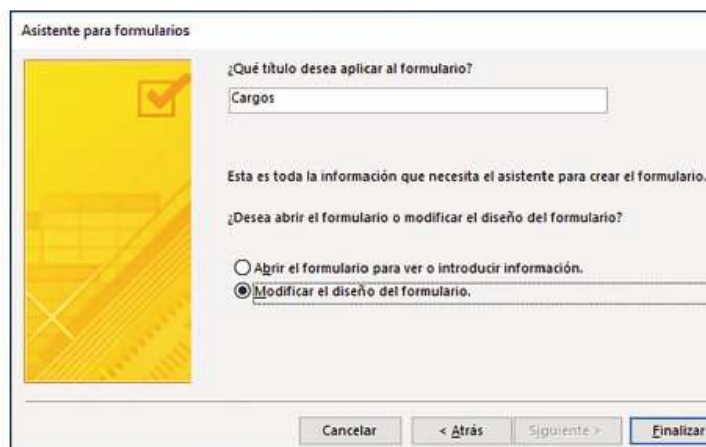 Asistente para formularios
¿Qué título desea aplicar al formulario?
Cargos
Esta es toda la información que necesita el asistente para crear el formulario.
¿Desea abrir el formulario o modificar el diseño del formulario?
Abrir el formulario para ver o introducir información.
Modificar el diseño del formulario.
Cancelar
< Atrás
Siguiente >
Finalizar